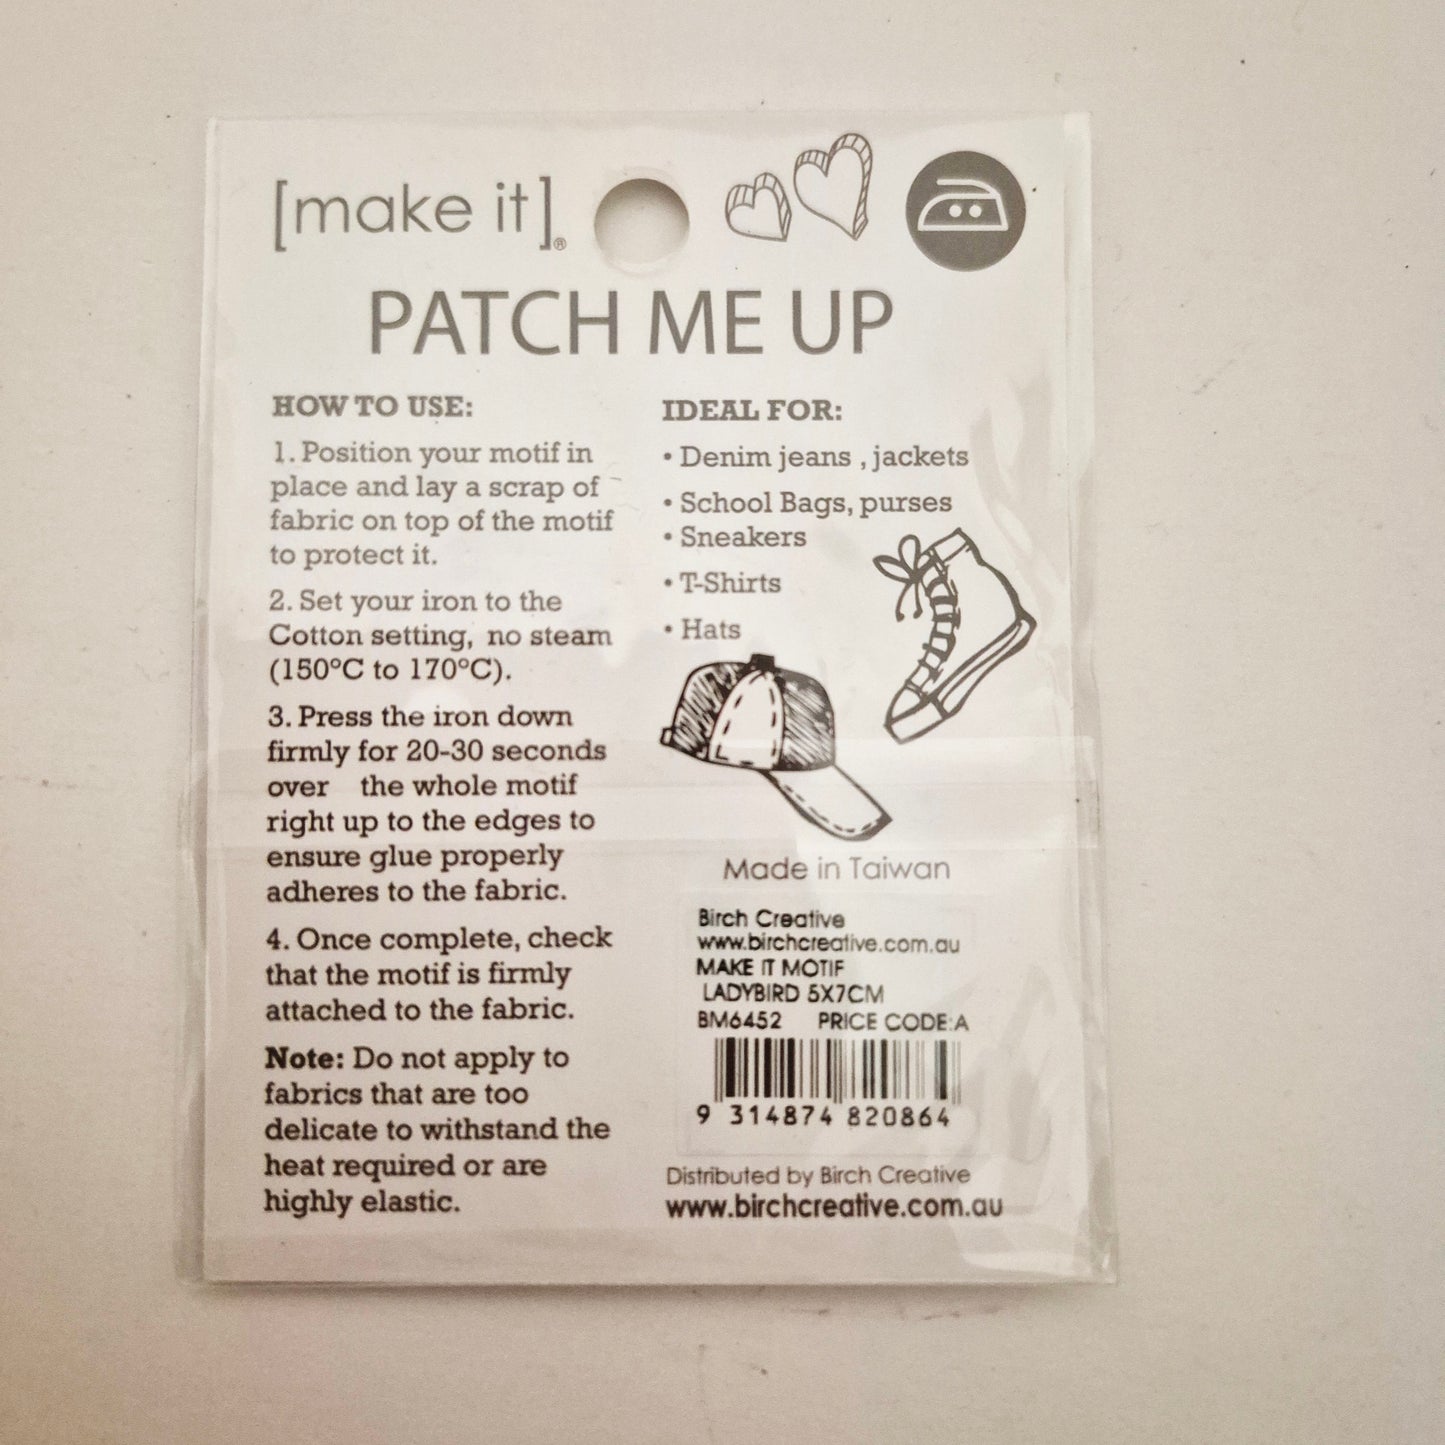 [make it]®
PATCH ME UP
HOW TO USE:
1. Position your motif in
place and lay a scrap of
fabric on top of the motif
to protect it.
2. Set your iron to the
Cotton setting, no steam
(150°C to 170°C).
3. Press the iron down
firmly for 20-30 seconds
over the whole motif
right up to the edges to
ensure glue properly
adheres to the fabric.
4. Once complete, check
that the motif is firmly
attached to the fabric.
Note: Do not apply to
fabrics that are too
delicate to withstand the
heat required or are
highly elastic.
IDEAL FOR:
• Denim jeans , jackets
• School Bags, purses
• Sneakers
• T-Shirts
• Hats
Made in Taiwan
Birch Creative
www.birchcreative.com.au
MAKE IT MOTIF
LADYBIRD 5X7CM
BM6452 PRICE CODE:A
9 314874 820864
Distributed by Birch Creative
www.birchcreative.com.au